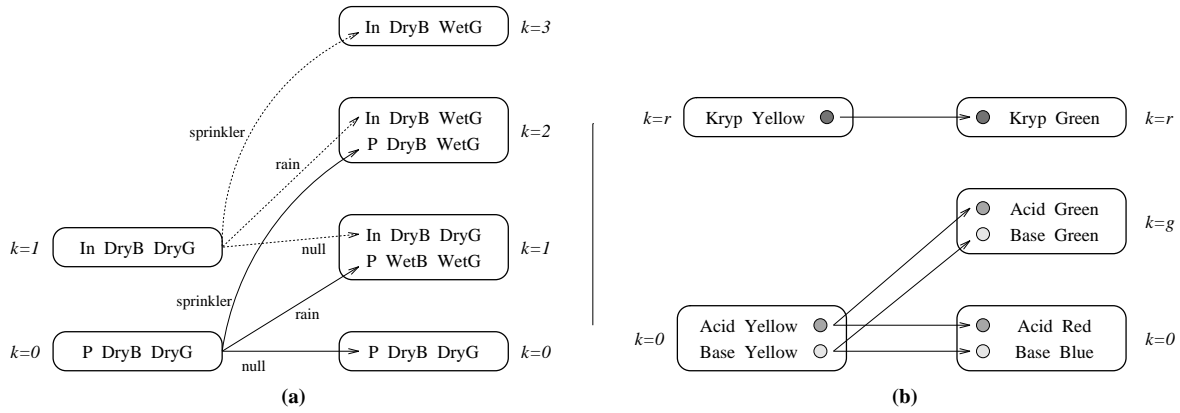 In DryB WetG
k=3
sprinkler
In DryB WetG
P DryB WetG
k=2
rain
k=1
In DryB DryG
null
In DryB DryG
P WetB WetG
k=1
sprinkler
rain
k=0
P DryB DryG
null
P DryB DryG
k=0
(a)
k=r
Kryp Yellow
Kryp Green
k=r
Acid Green
Base Green
k=g
k=0
Acid Yellow
Base Yellow
Acid Red
Base Blue
k=0
(b)